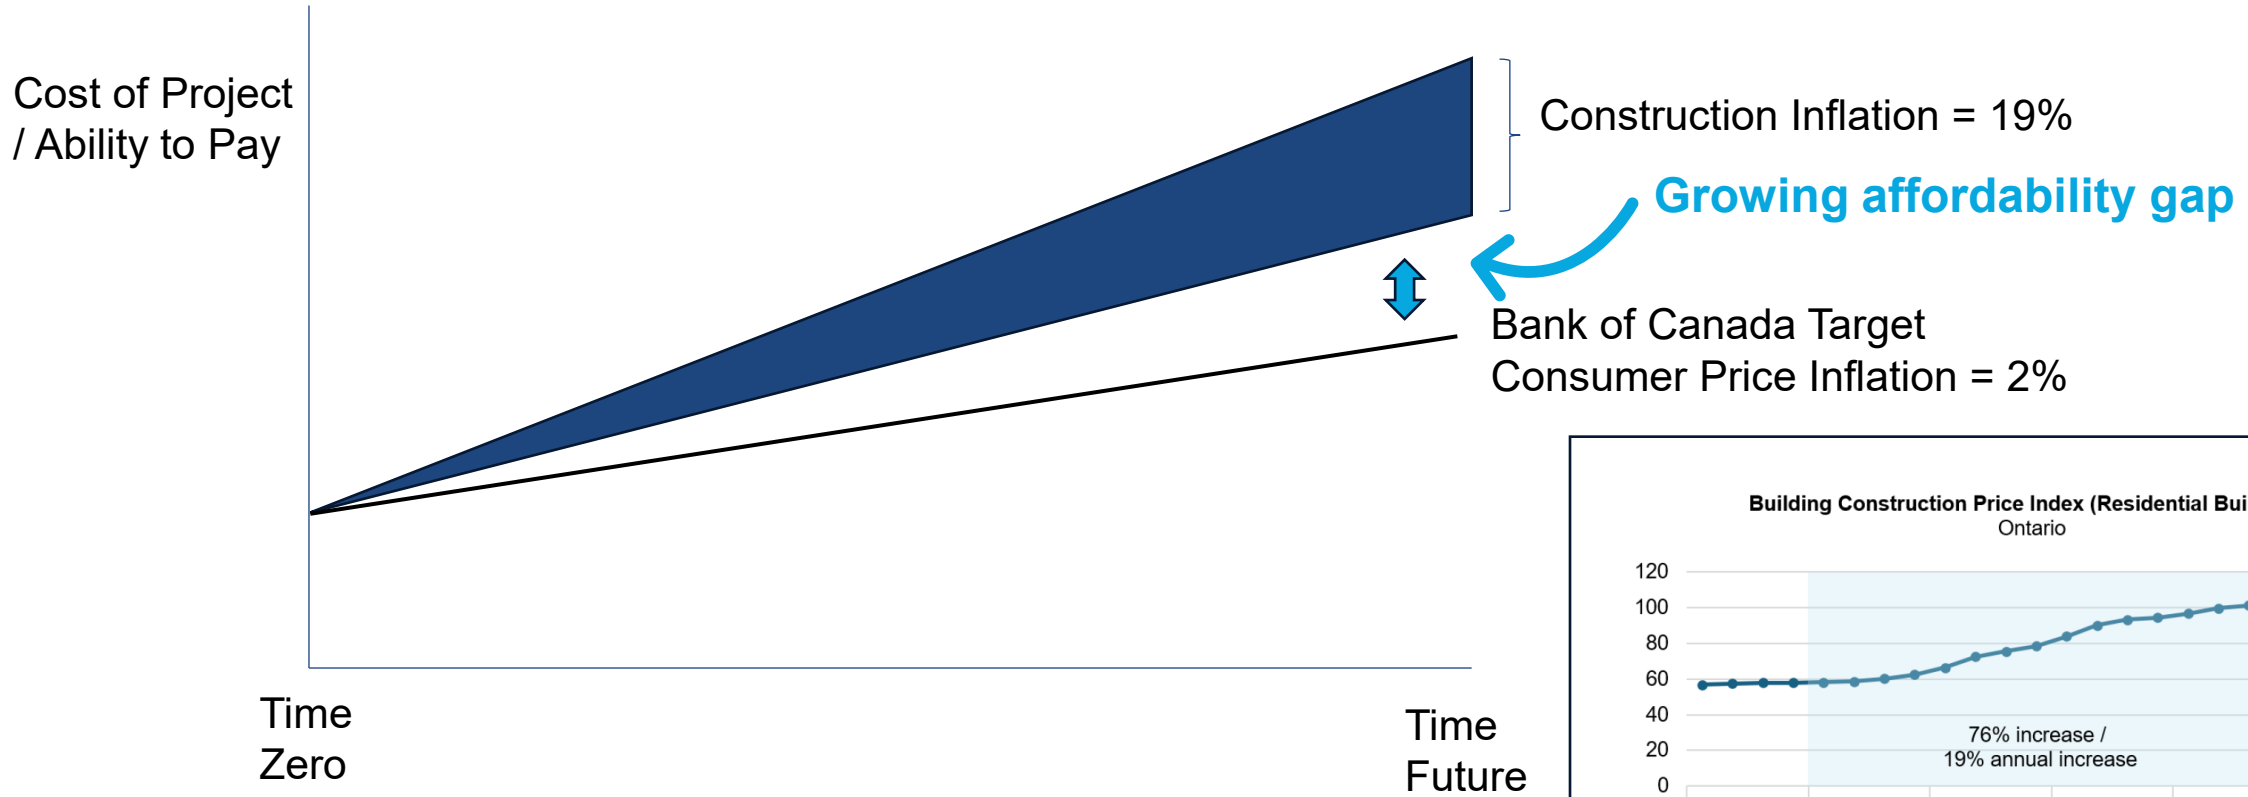 Cost of Project
/ Ability to Pay
Construction Inflation = 19%
Growing affordability gap
Bank of Canada Target
Consumer Price Inflation = 2%
Time
Zero
Time
Future
Building Construction Price Index (Residential Bui
Ontario
120
100
80
60
40
20
0
76% increase /
19% annual increase